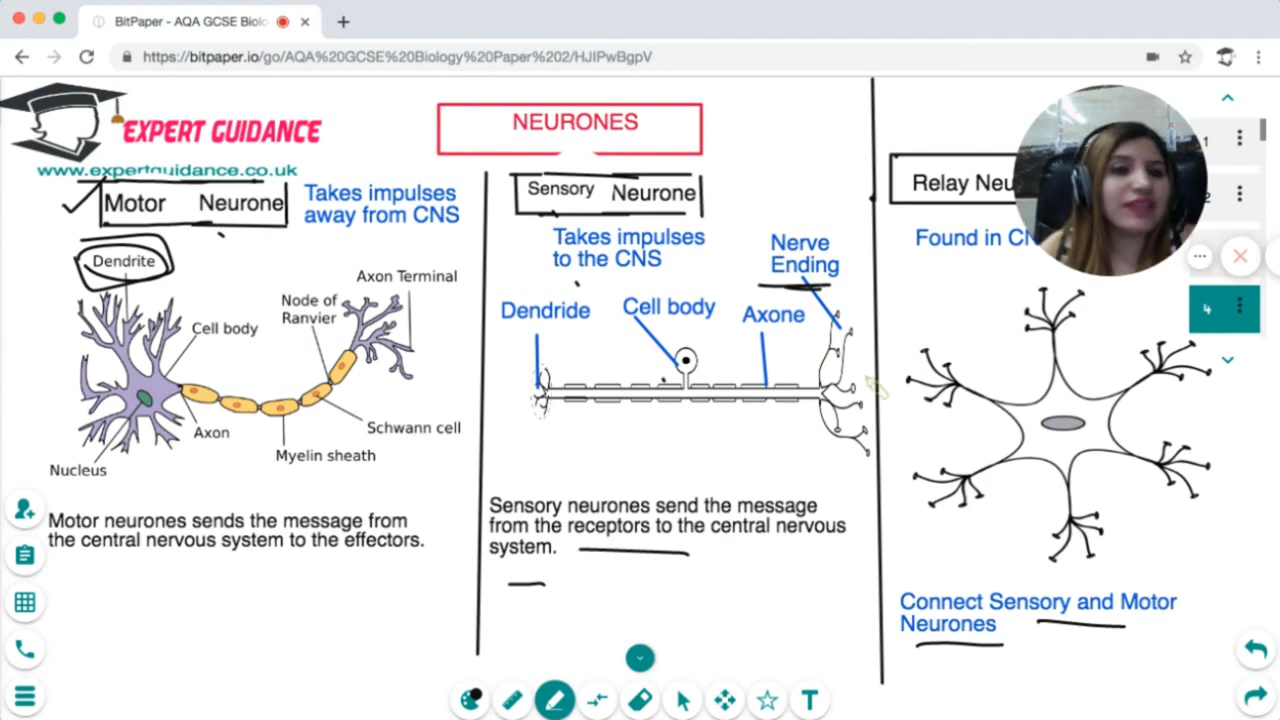 BitPaper - AQA GCSE Biolo
https://bitpaper.io/go/AQA%20GCSE%20Biology%20Paper%202/HJIPwBgpV
EXPERT GUIDANCE
www.expertguidance.co.uk
NEURONES
Motor Neurone
Takes impulses
away from CNS
Dendrite
Axon Terminal
Node of
Ranvier
Cell body
Axon
Schwann cell
Myelin sheath
Nucleus
Motor neurones sends the message from
the central nervous system to the effectors.
Sensory Neurone
Takes impulses
to the CNS
Nerve
Ending
Dendride
Cell body
Axone
Sensory neurones send the message
from the receptors to the central nervous
system.
Relay Neu
Found in CN
Connect Sensory and Motor
Neurones
1
2
4
T